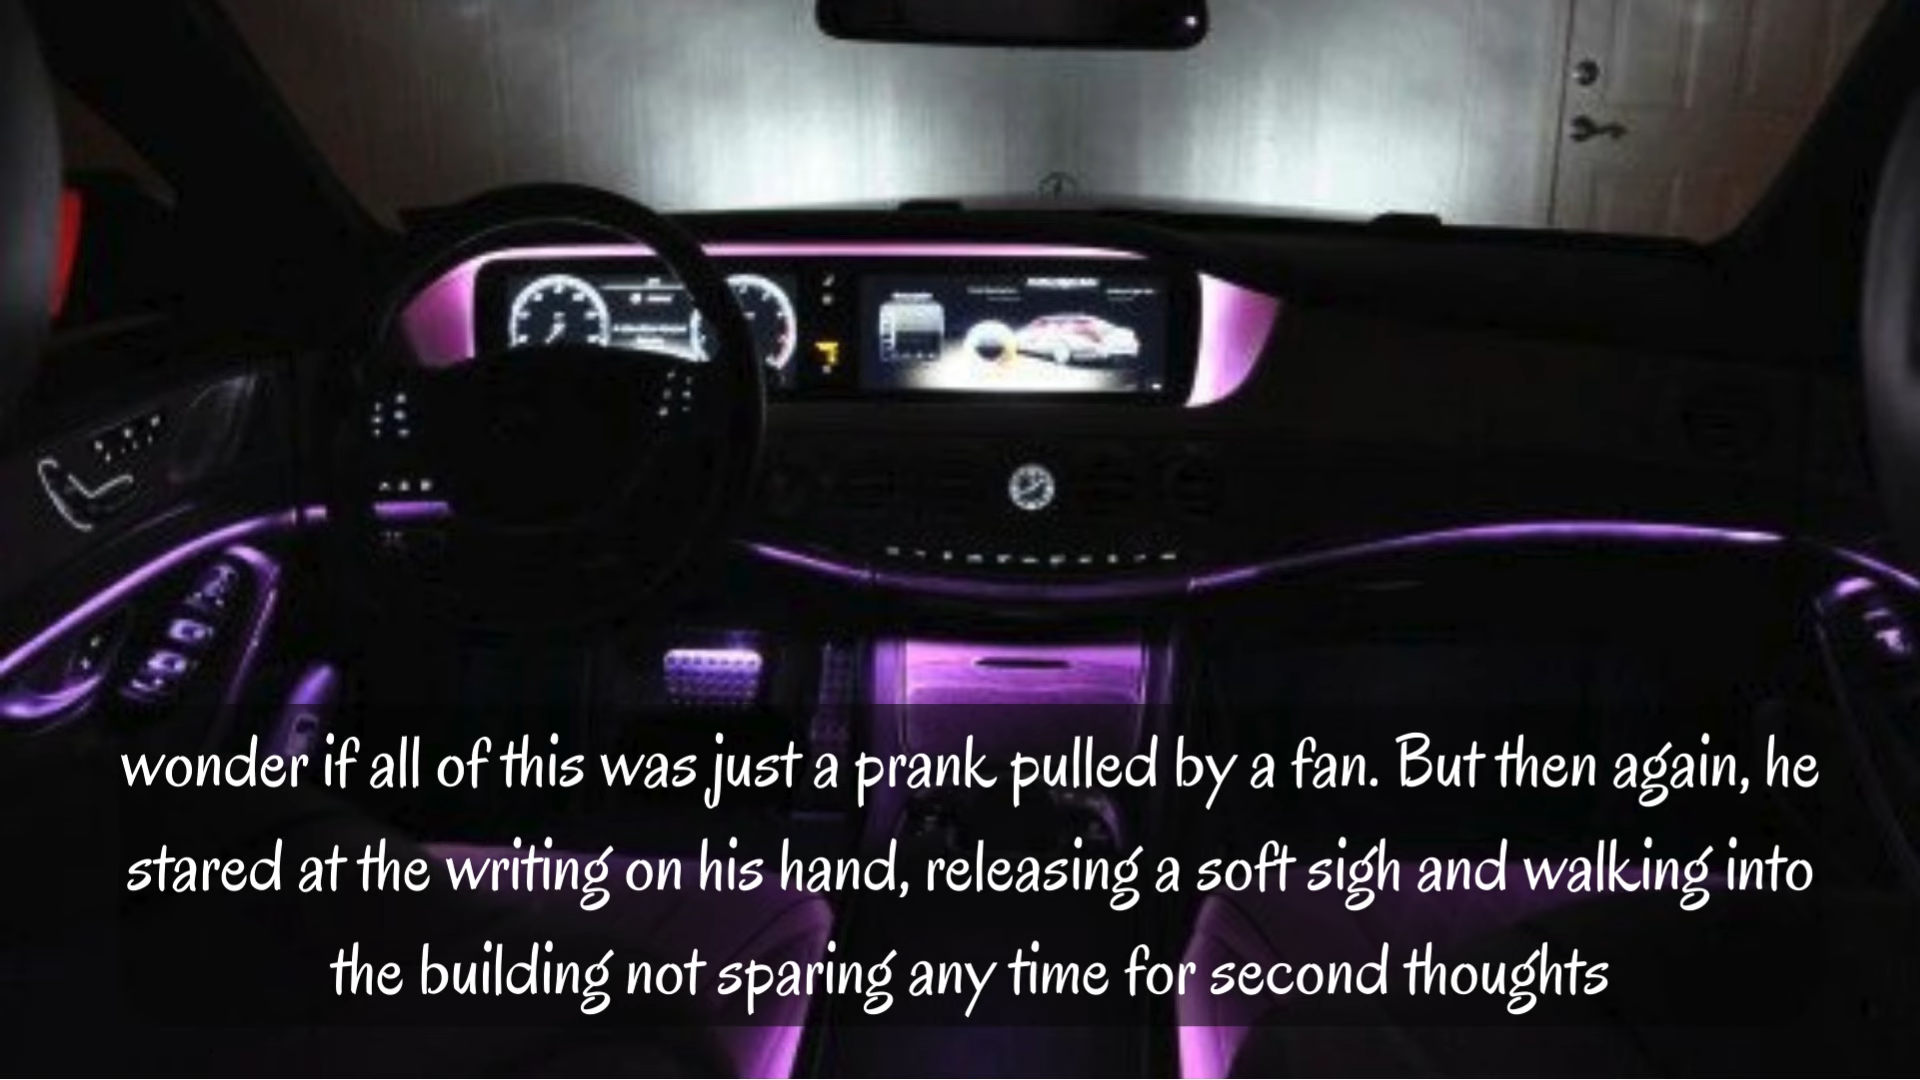 wonder if all of this was just a prank pulled by a fan. But then again, he
stared at the writing on his hand, releasing a soft sigh and walking into
the building not sparing any time for second thoughts